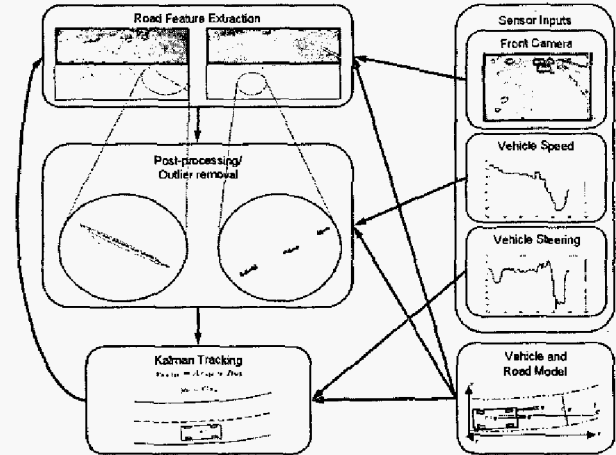 Road Feature Extraction
Sensor Inputs
Front Camera
Post-processing/
Outlier removal
Vehicle Speed
Vehicle Steering
Kalman Tracking
Vehicle and
Road Model